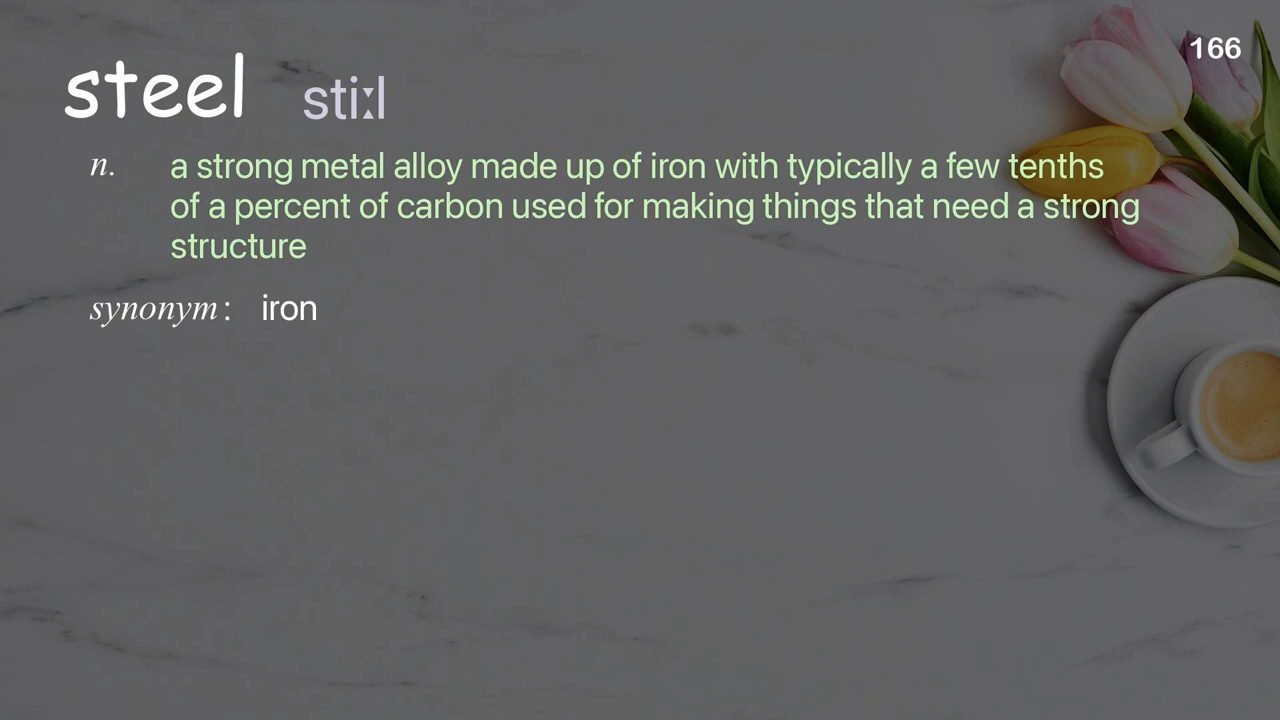 166
steel stiːl
n. a strong metal alloy made up of iron with typically a few tenths
of a percent of carbon used for making things that need a strong
structure
synonym: iron